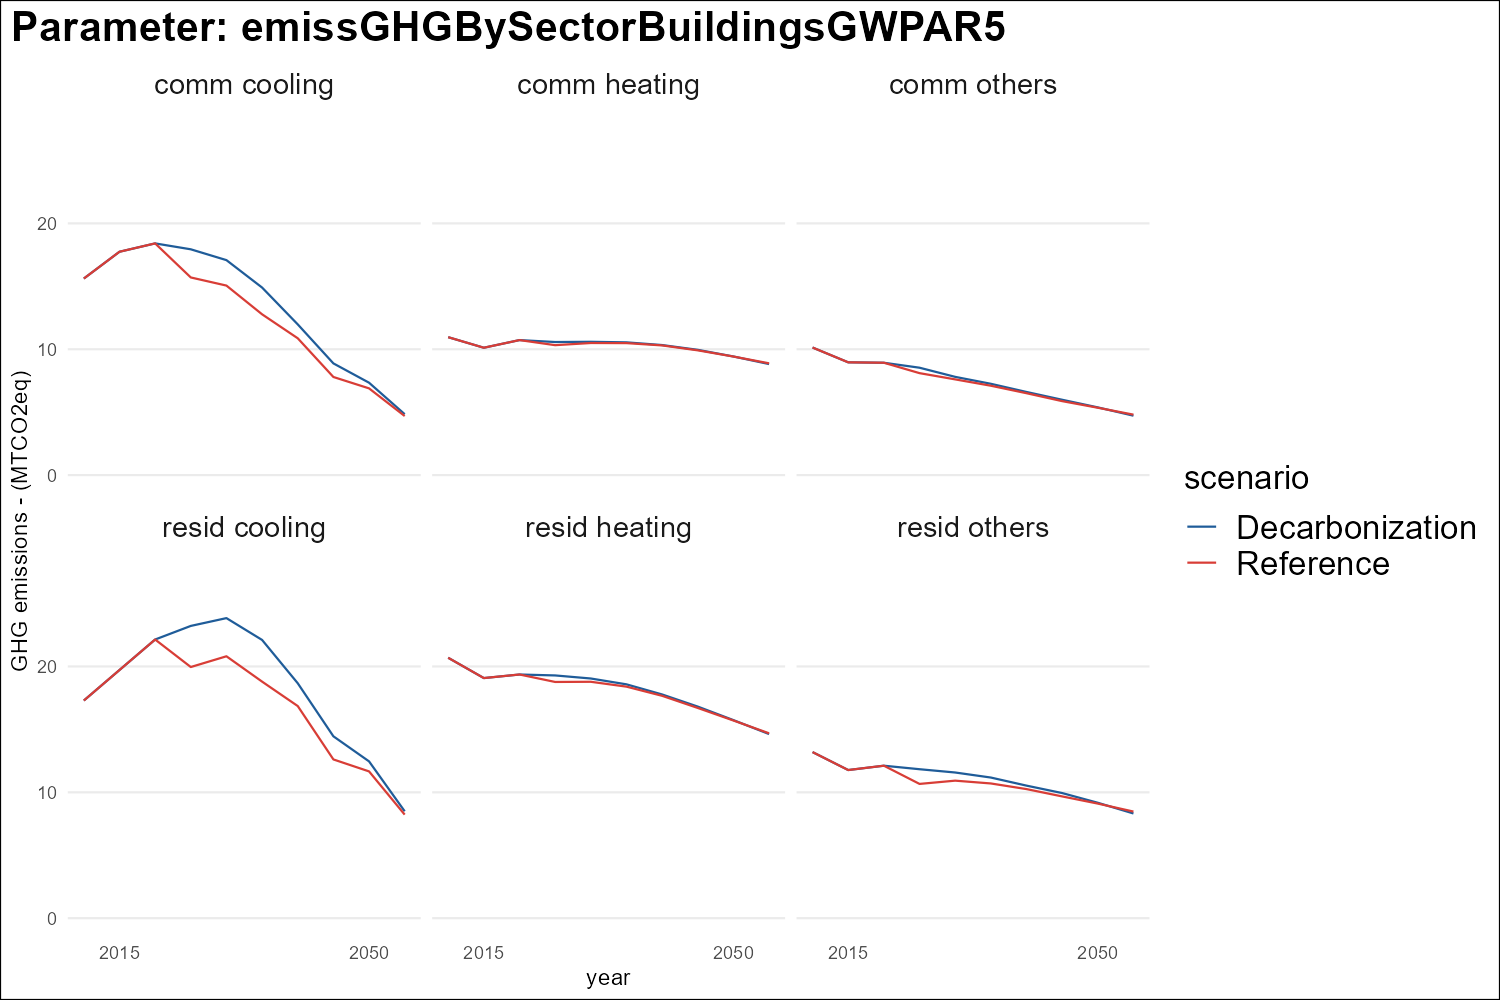 Parameter: emissGHGBySectorBuildingsGWPAR5
comm cooling
comm heating
comm others
20
10
0
resid cooling
resid heating
resid others
20
10
0
2015
2050
2015
2050
2015
2050
year
GHG emissions - (MTCO2eq)
scenario
Decarbonization
Reference